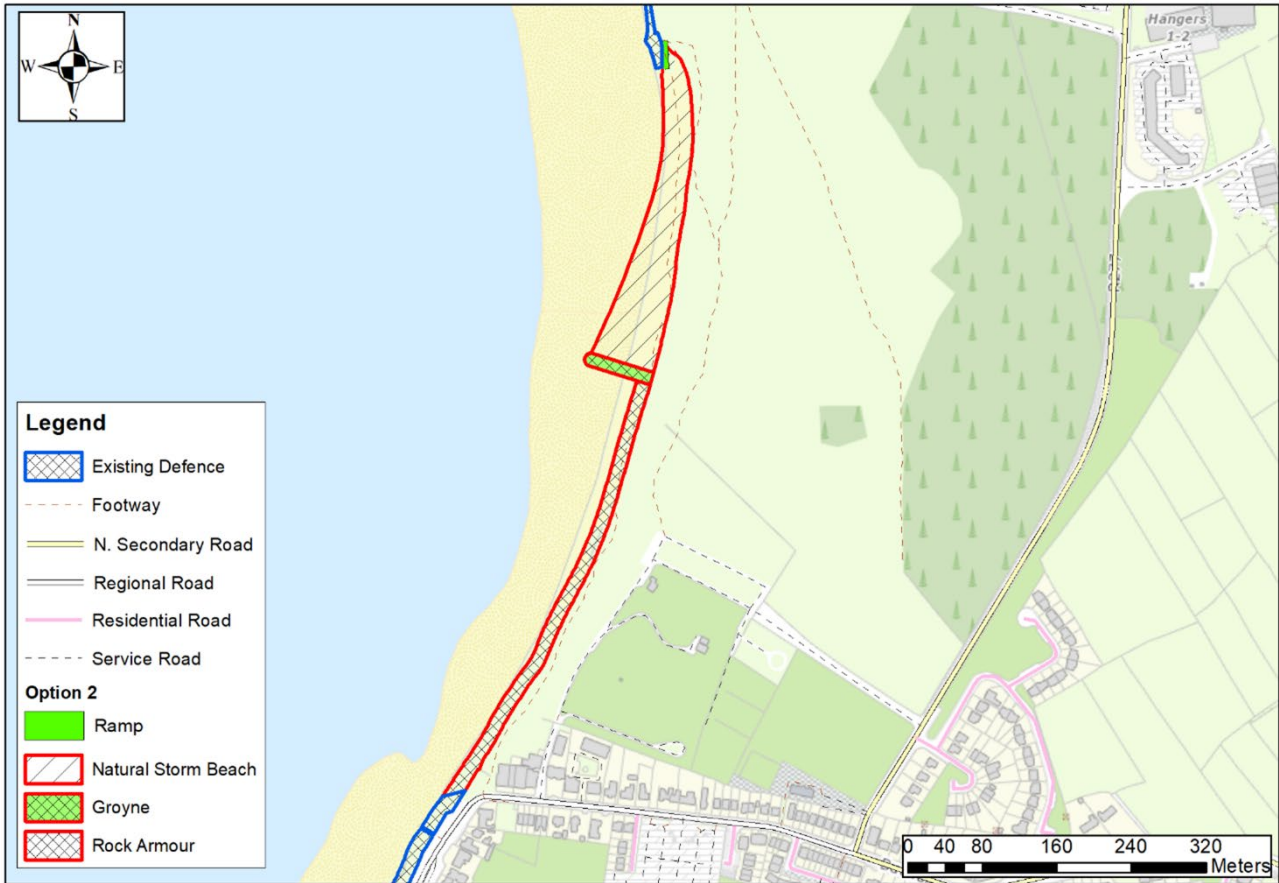 N
W E
S
Hangers
1-2
Legend
Existing Defence
Footway
N. Secondary Road
Regional Road
Residential Road
Service Road
Option 2
Ramp
Natural Storm Beach
Groyne
Rock Armour
0 40 80 160 240 320
Meters